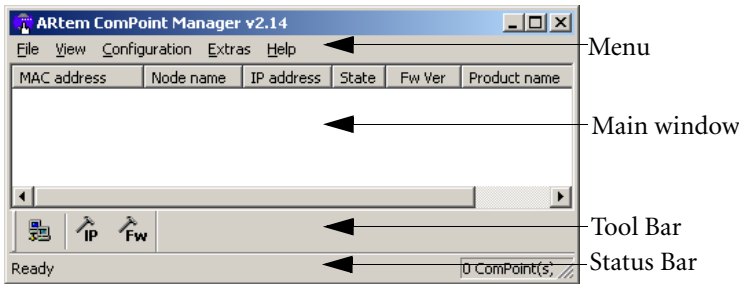 ARtem ComPoint Manager v2.14
File View Configuration Extras Help
Menu
MAC address Node name IP address State Fw Ver Product name
Main window
IP Fw
Tool Bar
Ready 0 ComPoint(s)
Status Bar